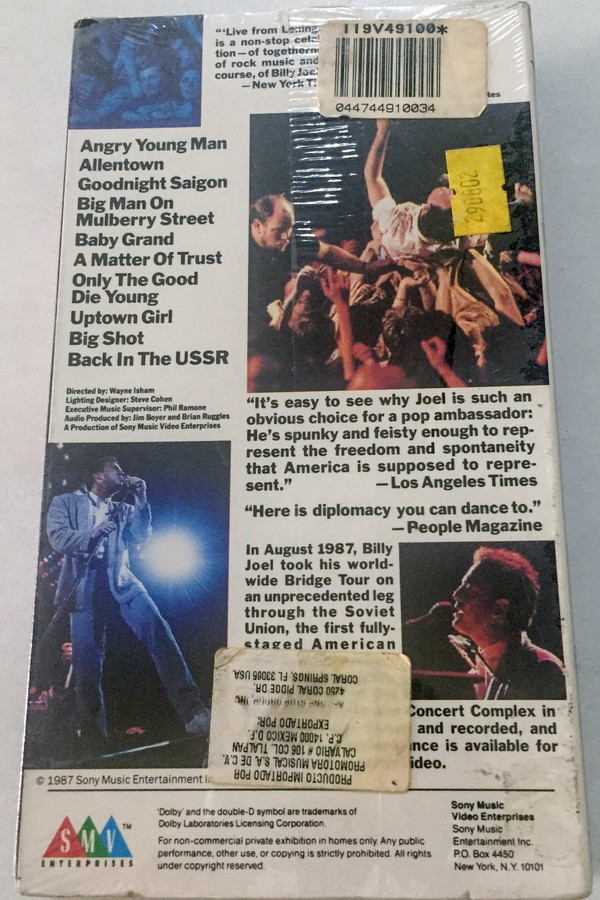 "'Live from Lening
is a non-stop cele
tion—of togetherne
of rock music and
course, of Billy Joel
—New York T
tes
119V49100*
044744910034
290802
Angry Young Man
Allentown
Goodnight Saigon
Big Man On
Mulberry Street
Baby Grand
A Matter Of Trust
Only The Good
Die Young
Uptown Girl
Big Shot
Back In The USSR
Directed by: Wayne Isham
Lighting Designer: Steve Cohen
Executive Music Supervisor: Phil Ramone
Audio Produced by: Jim Boyer and Brian Ruggles
A Production of Sony Music Video Enterprises
"It's easy to see why Joel is such an
obvious choice for a pop ambassador:
He's spunky and feisty enough to rep-
resent the freedom and spontaneity
that America is supposed to repre-
sent." —Los Angeles Times
"Here is diplomacy you can dance to."
—People Magazine
In August 1987, Billy
Joel took his world-
wide Bridge Tour on
an unprecedented leg
through the Soviet
Union, the first fully-
staged American
Concert Complex in
and recorded, and
nce is available for
ideo.
PRODUCTO IMPORTADO POR
PROMOTORA MUSICAL S.A. DE C.V.
CALVARIO # 106 COL. TLALPAN
C.P. 14000 MEXICO D.F.
EXPORTADO POR:
ONE STOP GROUP INC
4250 CORAL RIDGE DR.
CORAL SPRINGS, FL 33065 USA
© 1987 Sony Music Entertainment I
SMV™
ENTERPRISES
'Dolby' and the double-D symbol are trademarks of
Dolby Laboratories Licensing Corporation.
For non-commercial private exhibition in homes only. Any public
performance, other use, or copying is strictly prohibited. All rights
under copyright reserved.
Sony Music
Video Enterprises
Sony Music
Entertainment Inc.
P.O. Box 4450
New York, N.Y. 10101